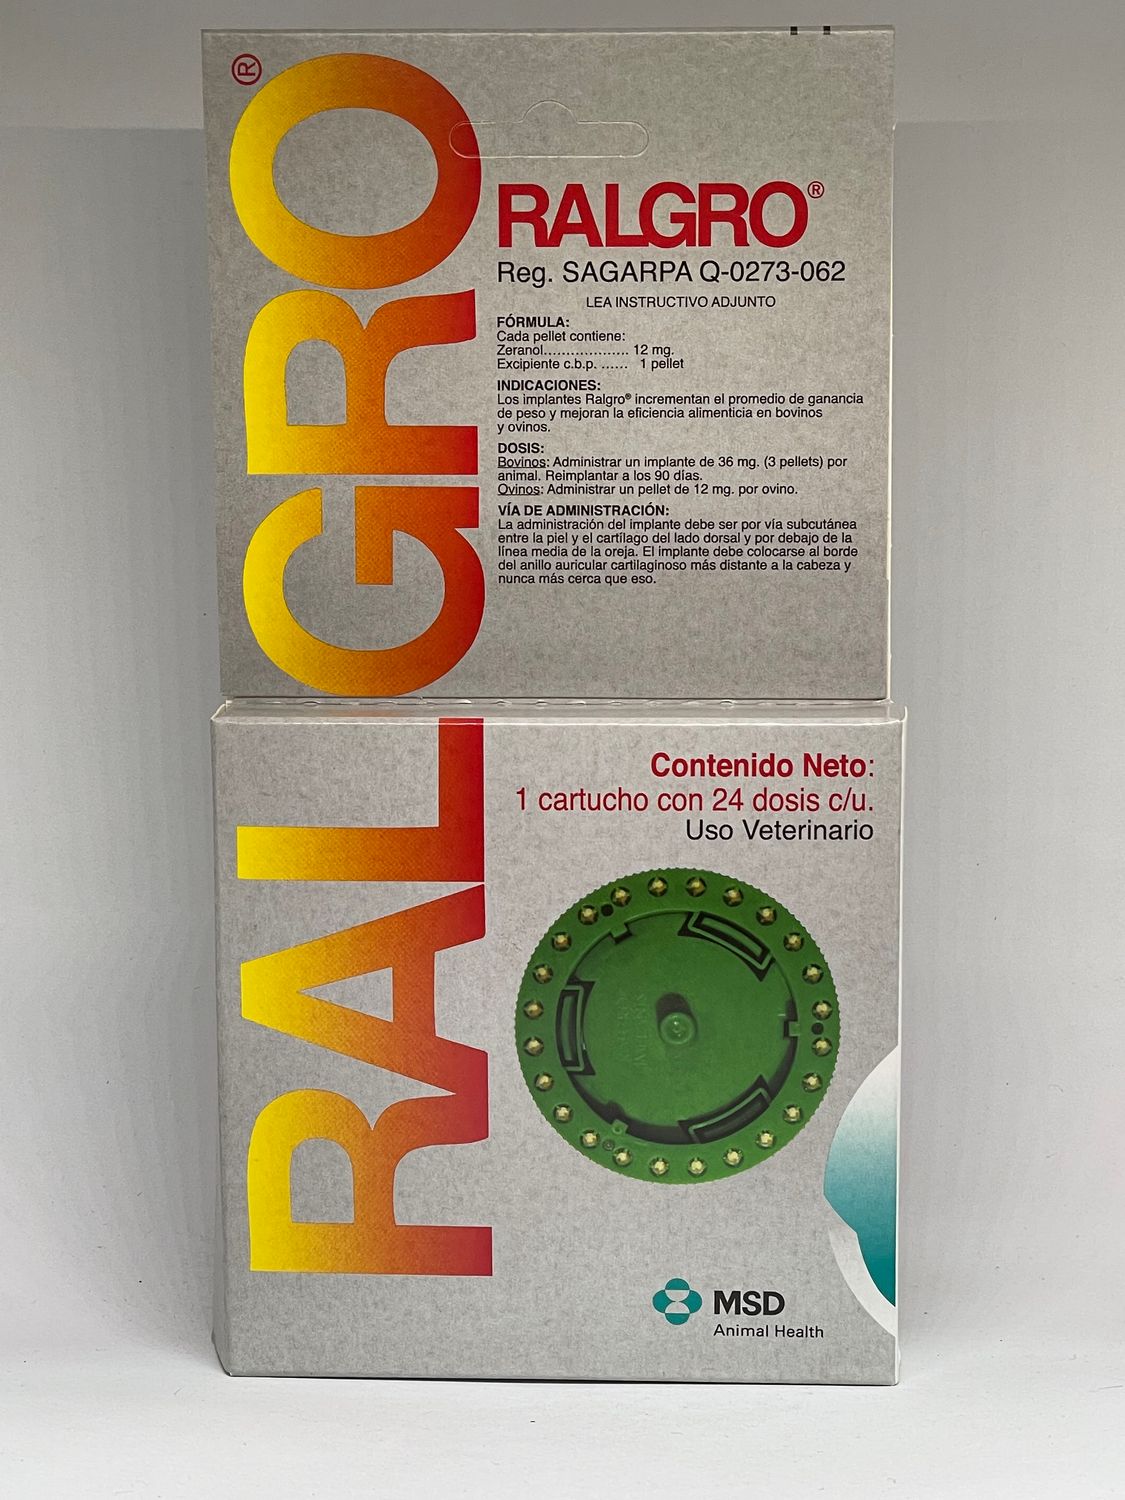 RALGRO®
RALGRO®
Reg. SAGARPA Q-0273-062
LEA INSTRUCTIVO ADJUNTO
FÓRMULA:
Cada pellet contiene:
Zeranol................... 12 mg.
Excipiente c.b.p. ...... 1 pellet
INDICACIONES:
Los implantes Ralgro® incrementan el promedio de ganancia
de peso y mejoran la eficiencia alimenticia en bovinos
y ovinos.
DOSIS:
Bovinos: Administrar un implante de 36 mg. (3 pellets) por
animal. Reimplantar a los 90 días.
Ovinos: Administrar un pellet de 12 mg. por ovino.
VÍA DE ADMINISTRACIÓN:
La administración del implante debe ser por vía subcutánea
entre la piel y el cartílago del lado dorsal y por debajo de la
línea media de la oreja. El implante debe colocarse al borde
del anillo auricular cartilaginoso más distante a la cabeza y
nunca más cerca que eso.
Contenido Neto:
1 cartucho con 24 dosis c/u.
Uso Veterinario
MSD
Animal Health